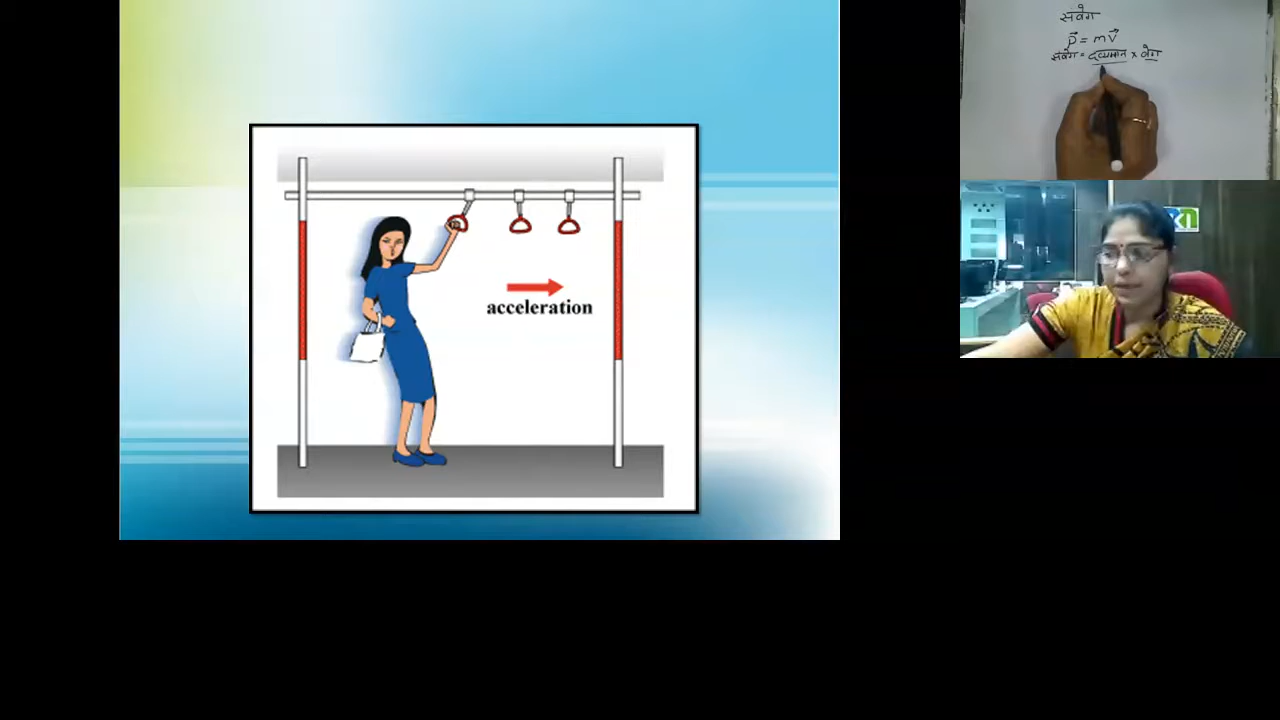 acceleration
संवेग
p⃗ = mv⃗
संवेग = द्रव्यमान × वेग